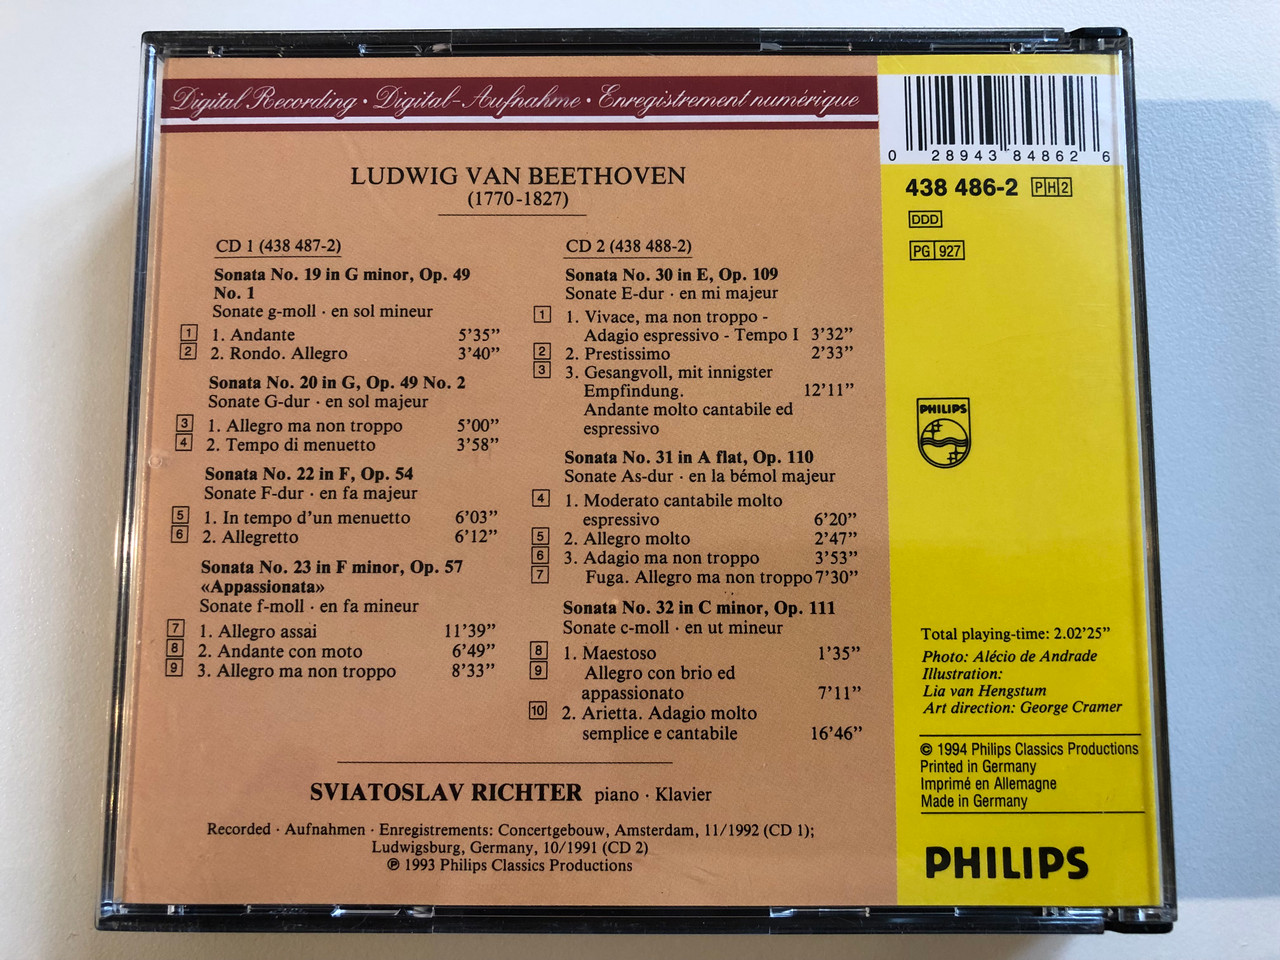 Digital Recording · Digital-Aufnahme · Enregistrement numérique
LUDWIG VAN BEETHOVEN
(1770-1827)
CD 1 (438 487-2)
Sonata No. 19 in G minor, Op. 49
No. 1
Sonate g-moll · en sol mineur
1 1. Andante 5’35”
2 2. Rondo. Allegro 3’40”
Sonata No. 20 in G, Op. 49 No. 2
Sonate G-dur · en sol majeur
3 1. Allegro ma non troppo 5’00”
4 2. Tempo di menuetto 3’58”
Sonata No. 22 in F, Op. 54
Sonate F-dur · en fa majeur
5 1. In tempo d’un menuetto 6’03”
6 2. Allegretto 6’12”
Sonata No. 23 in F minor, Op. 57
«Appassionata»
Sonate f-moll · en fa mineur
7 1. Allegro assai 11’39”
8 2. Andante con moto 6’49”
9 3. Allegro ma non troppo 8’33”
CD 2 (438 488-2)
Sonata No. 30 in E, Op. 109
Sonate E-dur · en mi majeur
1 1. Vivace, ma non troppo -
Adagio espressivo - Tempo I 3’32”
2 2. Prestissimo 2’33”
3 3. Gesangvoll, mit innigster
Empfindung. 12’11”
Andante molto cantabile ed
espressivo
Sonata No. 31 in A flat, Op. 110
Sonate As-dur · en la bémol majeur
4 1. Moderato cantabile molto
espressivo 6’20”
5 2. Allegro molto 2’47”
6 3. Adagio ma non troppo 3’53”
7 Fuga. Allegro ma non troppo 7’30”
Sonata No. 32 in C minor, Op. 111
Sonate c-moll · en ut mineur
8 1. Maestoso 1’35”
9 Allegro con brio ed
appassionato 7’11”
10 2. Arietta. Adagio molto
semplice e cantabile 16’46”
SVIATOSLAV RICHTER piano · Klavier
Recorded · Aufnahmen · Enregistrements: Concertgebouw, Amsterdam, 11/1992 (CD 1);
Ludwigsburg, Germany, 10/1991 (CD 2)
℗ 1993 Philips Classics Productions
0 28943 84862 6
438 486-2 PH2
DDD
PG 927
PHILIPS
Total playing-time: 2.02’25”
Photo: Alécio de Andrade
Illustration:
Lia van Hengstum
Art direction: George Cramer
© 1994 Philips Classics Productions
Printed in Germany
Imprimé en Allemagne
Made in Germany
PHILIPS